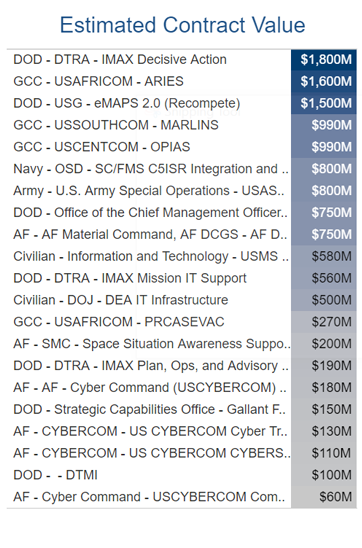 Estimated Contract Value
DOD - DTRA - IMAX Decisive Action $1,800M
GCC - USAFRICOM - ARIES $1,600M
DOD - USG - eMAPS 2.0 (Recompete) $1,500M
GCC - USSOUTHCOM - MARLINS $990M
GCC - USCENTCOM - OPIAS $990M
Navy - OSD - SC/FMS C5ISR Integration and .. $800M
Army - U.S. Army Special Operations - USAS.. $800M
DOD - Office of the Chief Management Officer.. $750M
AF - AF Material Command, AF DCGS - AF D.. $750M
Civilian - Information and Technology - USMS .. $580M
DOD - DTRA - IMAX Mission IT Support $560M
Civilian - DOJ - DEA IT Infrastructure $500M
GCC - USAFRICOM - PRCASEVAC $270M
AF - SMC - Space Situation Awareness Suppo.. $200M
DOD - DTRA - IMAX Plan, Ops, and Advisory .. $190M
AF - AF - Cyber Command (USCYBERCOM) .. $180M
DOD - Strategic Capabilities Office - Gallant F.. $150M
AF - CYBERCOM - US CYBERCOM Cyber Tr.. $130M
AF - CYBERCOM - US CYBERCOM CYBERS.. $110M
DOD - - DTMI $100M
AF - Cyber Command - USCYBERCOM Com.. $60M